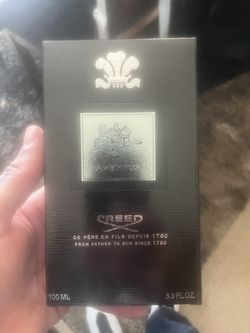 AVENTUS
CREED
DE PÈRE EN FILS DEPUIS 1760
FROM FATHER TO SON SINCE 1760
100 ML
3.3 FL.OZ